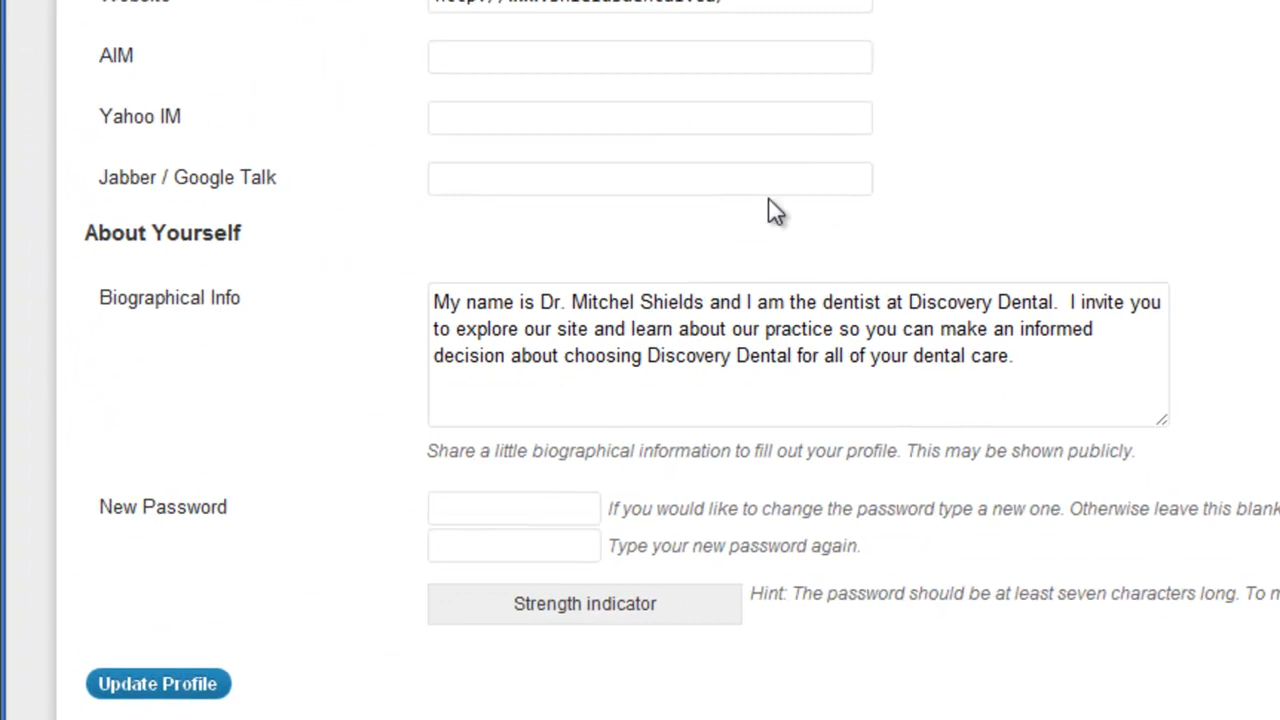 Website
AIM
Yahoo IM
Jabber / Google Talk
About Yourself
Biographical Info
My name is Dr. Mitchel Shields and I am the dentist at Discovery Dental.  I invite you
to explore our site and learn about our practice so you can make an informed
decision about choosing Discovery Dental for all of your dental care.
Share a little biographical information to fill out your profile. This may be shown publicly.
New Password
If you would like to change the password type a new one. Otherwise leave this blank
Type your new password again.
Strength indicator
Hint: The password should be at least seven characters long. To
Update Profile